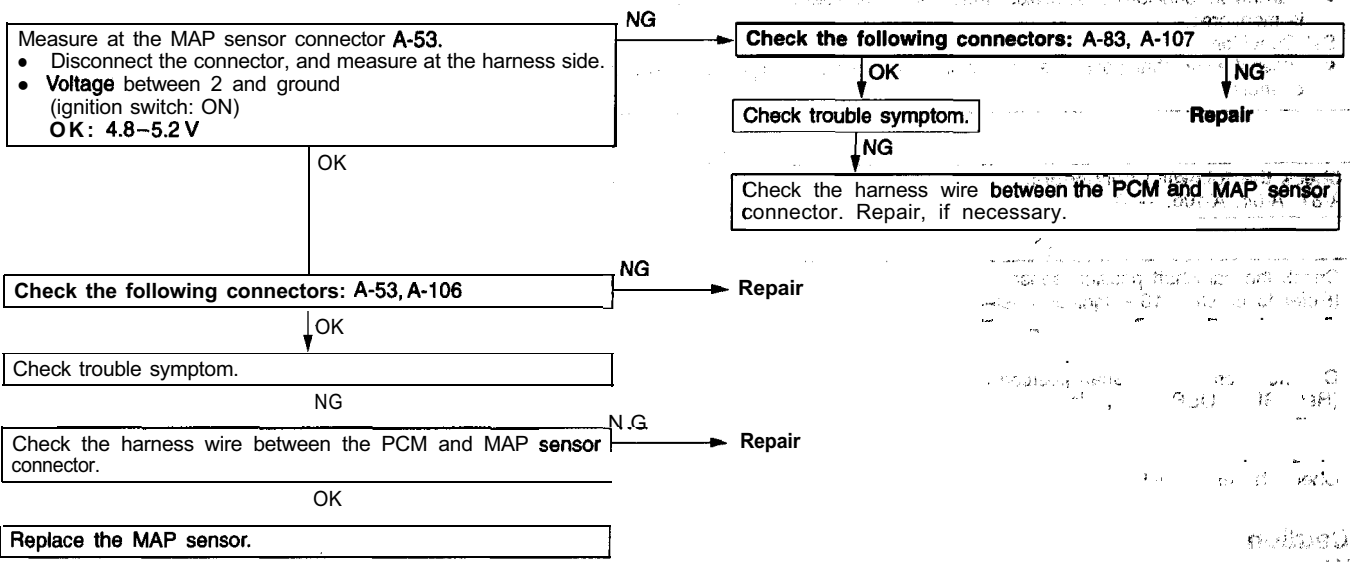 Measure at the MAP sensor connector A-53.
• Disconnect the connector, and measure at the harness side.
• Voltage between 2 and ground
(ignition switch: ON)
OK: 4.8–5.2 V
NG
Check the following connectors: A-83, A-107
OK
NG
Check trouble symptom.
Repair
NG
Check the harness wire between the PCM and MAP sensor
connector. Repair, if necessary.
OK
Check the following connectors: A-53, A-106
NG
Repair
OK
Check trouble symptom.
NG
Check the harness wire between the PCM and MAP sensor
connector.
N.G.
Repair
OK
Replace the MAP sensor.